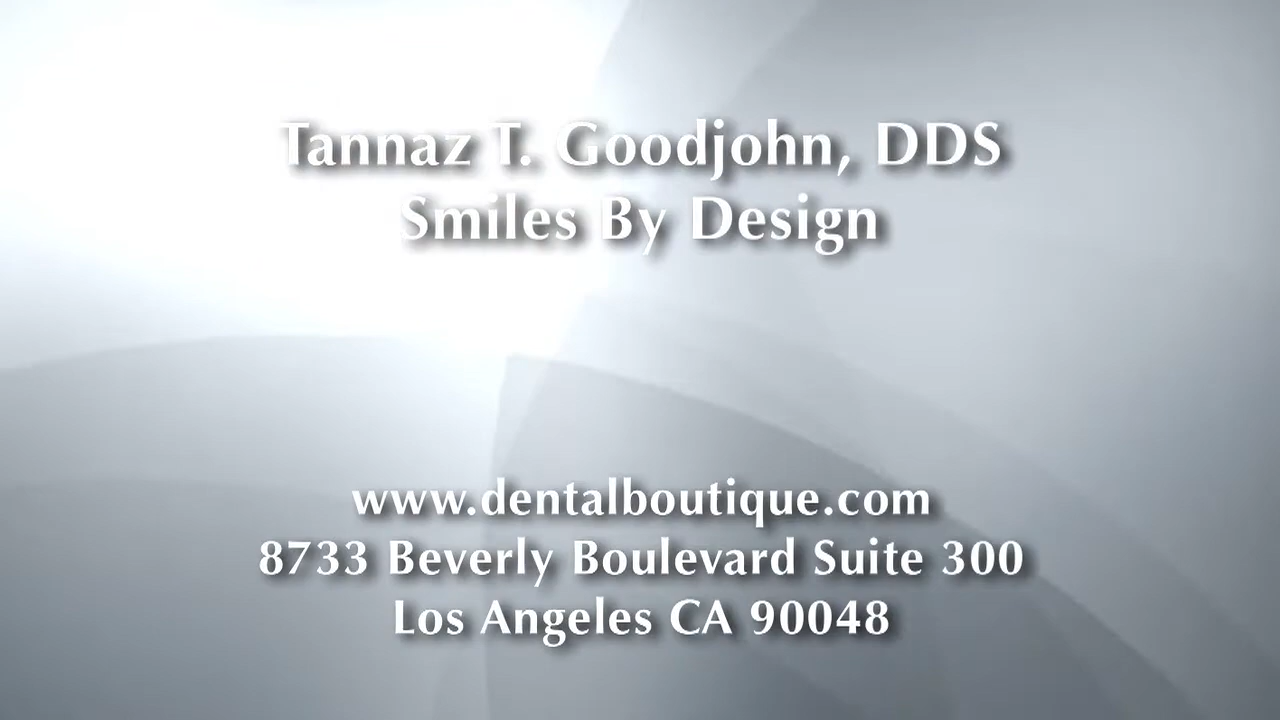 Tannaz T. Goodjohn, DDS
Smiles By Design
www.dentalboutique.com
8733 Beverly Boulevard Suite 300
Los Angeles CA 90048